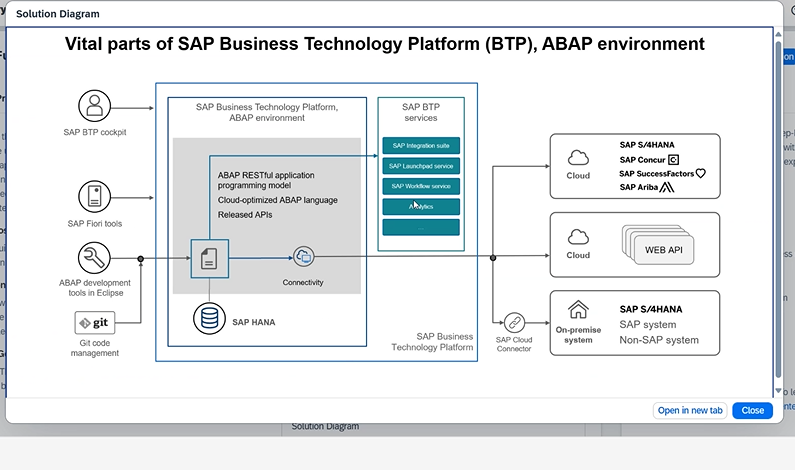 Solution Diagram
Vital parts of SAP Business Technology Platform (BTP), ABAP environment
SAP BTP cockpit
SAP Fiori tools
ABAP development
tools in Eclipse
git
Git code
management
SAP Business Technology Platform,
ABAP environment
ABAP RESTful application
programming model
Cloud-optimized ABAP language
Released APIs
Connectivity
SAP HANA
SAP BTP
services
SAP Integration suite
SAP Launchpad service
SAP Workflow service
Analytics
...
SAP Business
Technology Platform
Cloud
SAP S/4HANA
SAP Concur
SAP SuccessFactors
SAP Ariba
Cloud
WEB API
SAP Cloud
Connector
On-premise
system
SAP S/4HANA
SAP system
Non-SAP system
Open in new tab
Close
Solution Diagram